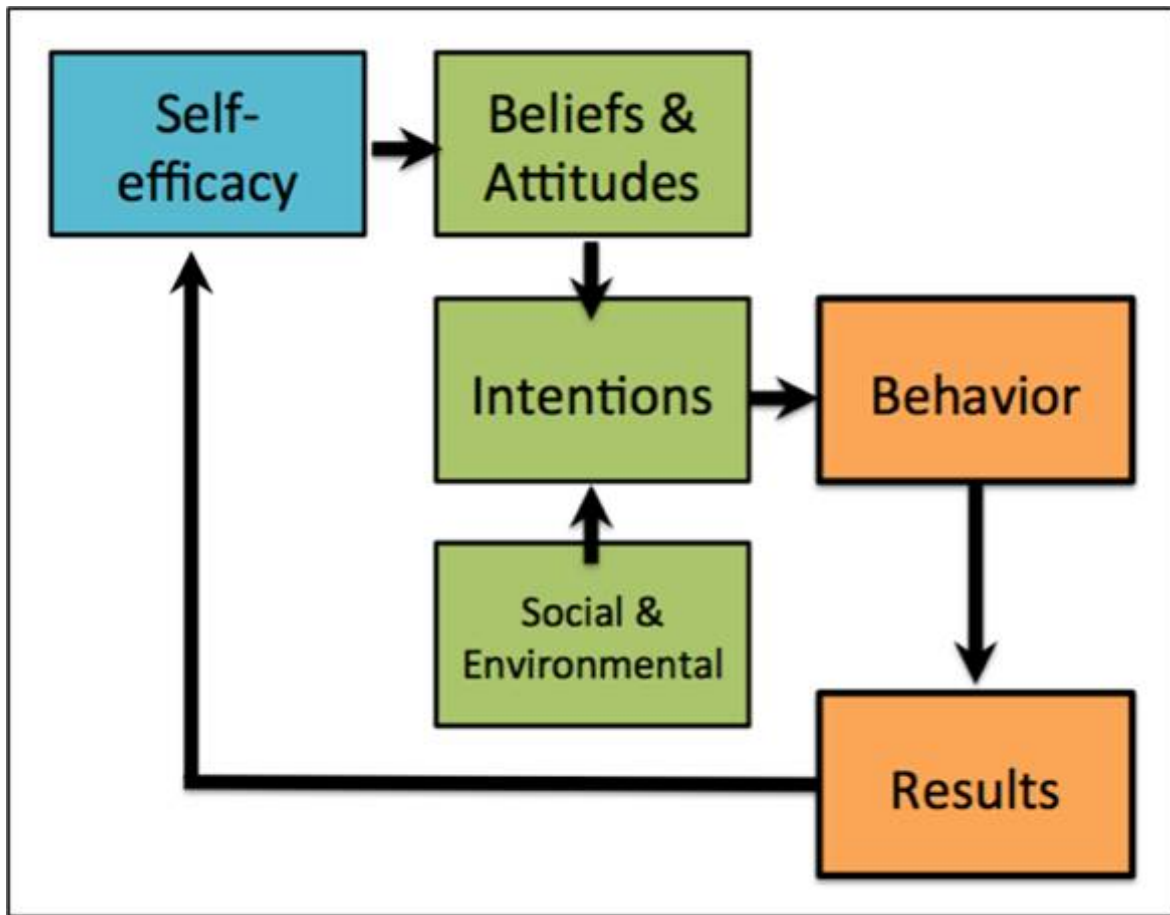 Self-
efficacy
Beliefs &
Attitudes
Intentions
Behavior
Social &
Environmental
Results